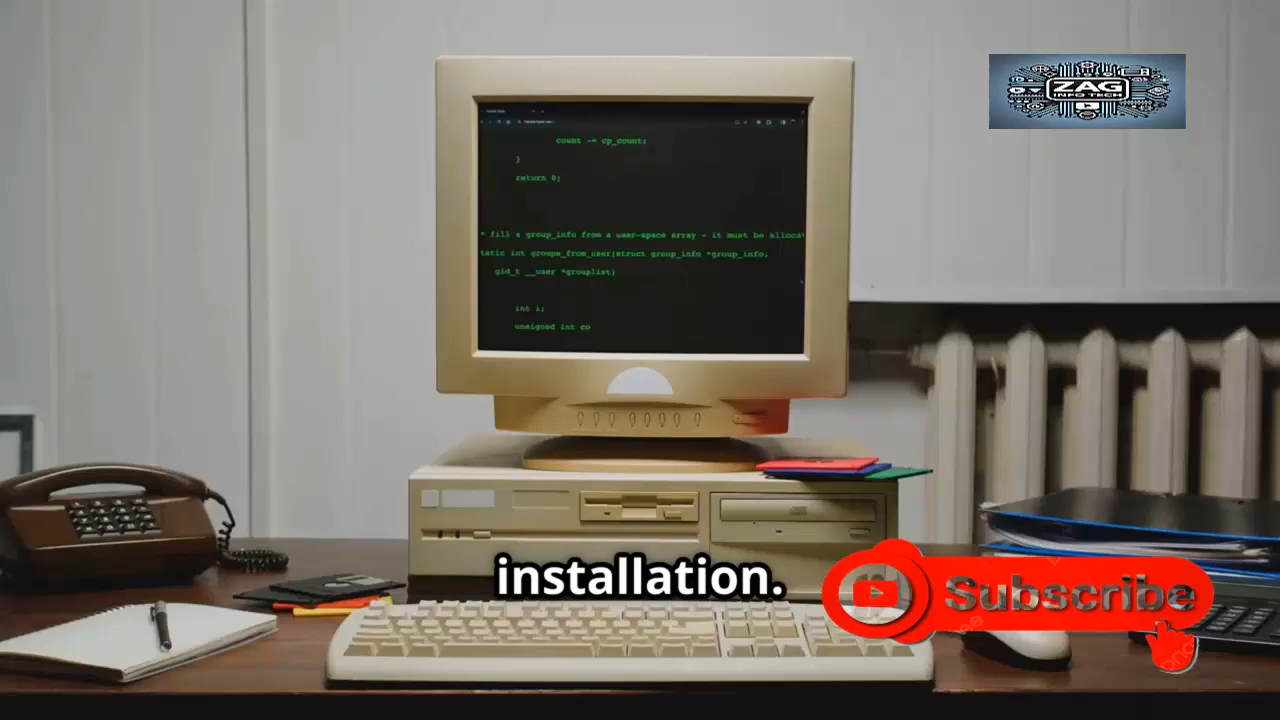 ZAG
INFO TECH
count -= cp_count;
}
return 0;
* fill a group_info from a user-space array - it must be allocat
tatic int groups_from_user(struct group_info *group_info,
gid_t __user *grouplist)
int i;
unsigned int co
installation.
Subscribe